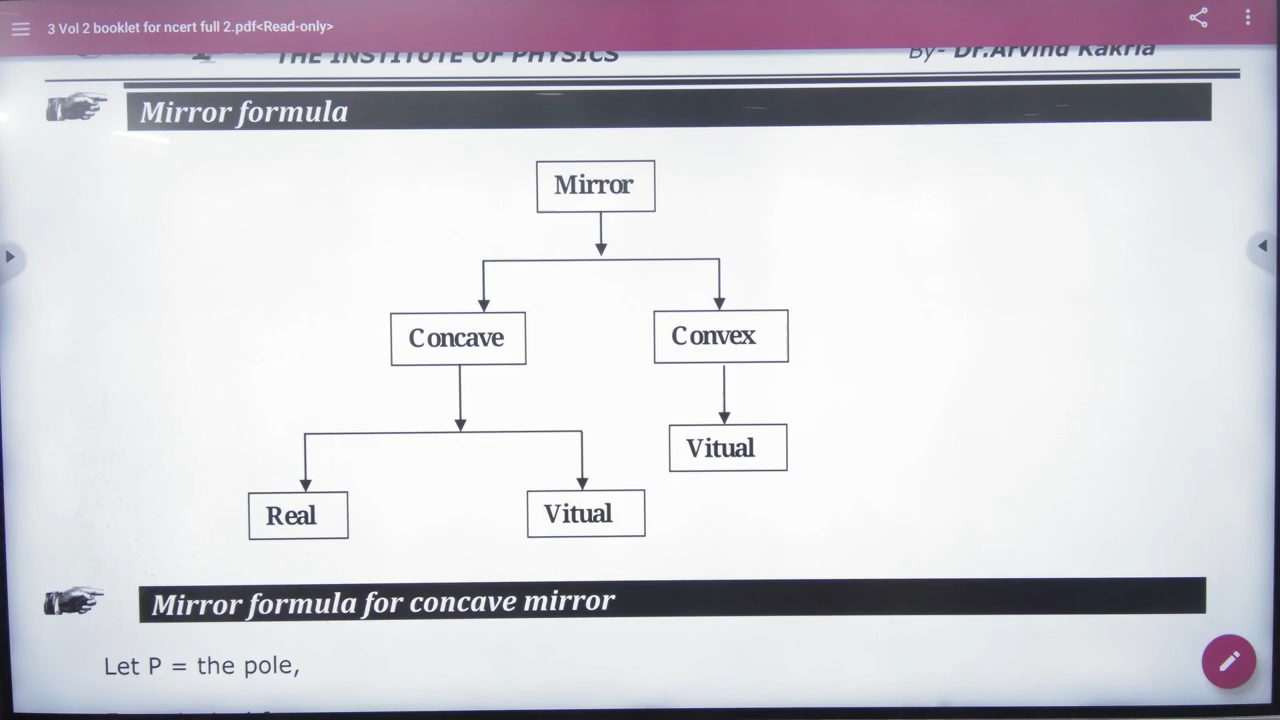 3 Vol 2 booklet for ncert full 2.pdf<Read-only>
THE INSTITUTE OF PHYSICS By- Dr.Arvind Kakria
Mirror formula
Mirror
Concave Convex
Vitual
Real Vitual
Mirror formula for concave mirror
Let P = the pole,